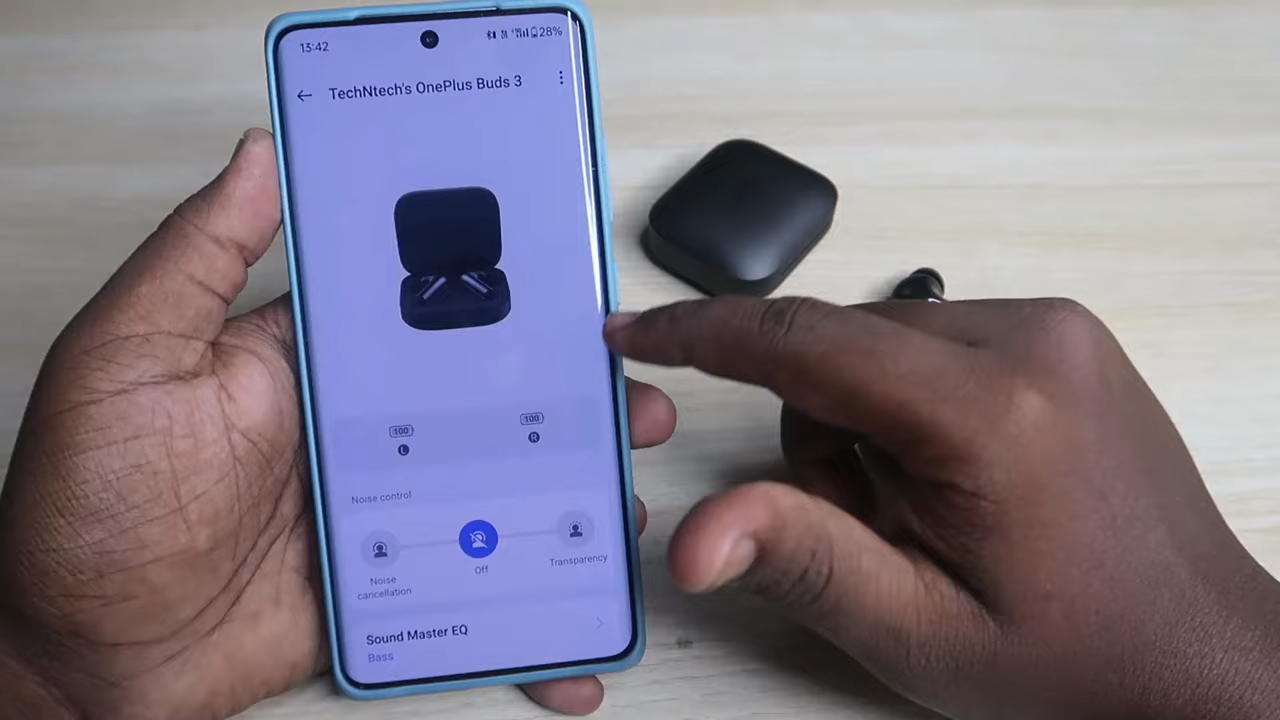 13:42
28%
TechNtech's OnePlus Buds 3
100
100
L
R
Noise control
Noise
cancellation
Off
Transparency
Sound Master EQ
Bass